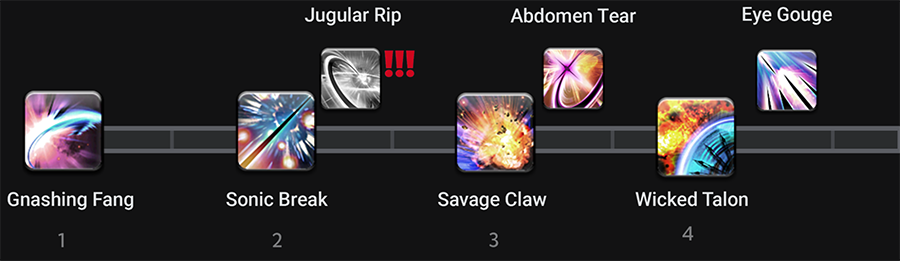 Jugular Rip
Abdomen Tear
Eye Gouge
!!!
Gnashing Fang
Sonic Break
Savage Claw
Wicked Talon
1
2
3
4